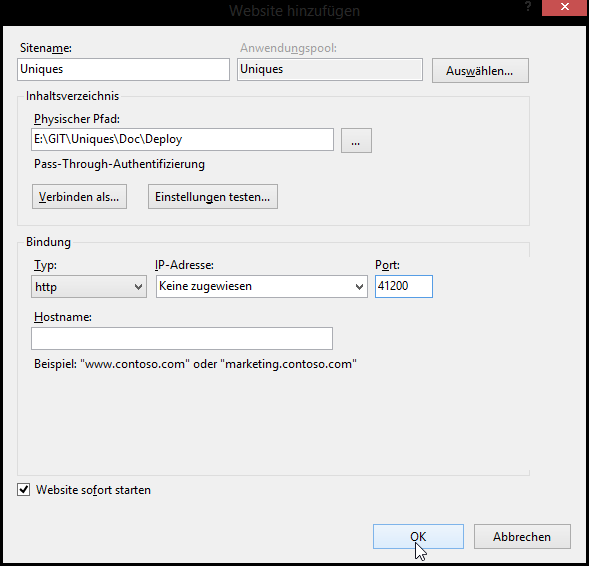 Website hinzufügen
?
Sitename: Anwendungspool:
Uniques Uniques Auswählen...
Inhaltsverzeichnis
Physischer Pfad:
E:\GIT\Uniques\Doc\Deploy ...
Pass-Through-Authentifizierung
Verbinden als... Einstellungen testen...
Bindung
Typ: IP-Adresse: Port:
http Keine zugewiesen 41200
Hostname:
Beispiel: "www.contoso.com" oder "marketing.contoso.com"
Website sofort starten
OK Abbrechen